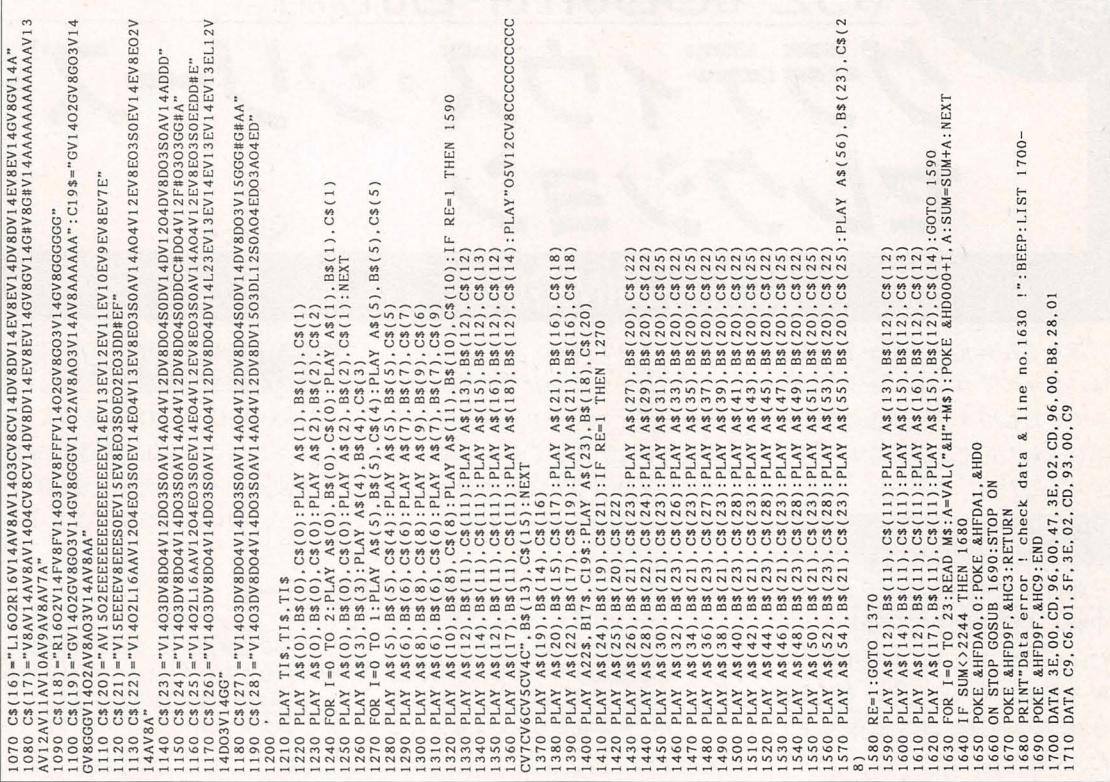 1070 C$(16)="L16O2R16V14AV8AV14O3CV8CV14DV8DV14EV8EV14DV8DV14EV8EV14GV8GV14A"
1080 C$(17)="V8AV14AV8AV14O4CV8CV14DV8DV14EV8EV14GV8GV14G#V8G#V14AAAAAAAAAAAAAV13
AV12AV11AV10AV9AV8AV7A"
1090 C$(18)="R16O2V14FV8FV14O3FV8FFFV14O2GV8GO3V14GV8GGGGGG"
1100 C$(19)="GV14O2GV8GO3V14GV8GGGV14O2AV8AO3V14AV8AAAAA":C19$="GV14O2GV8GO3V14
GV8GGGV14O2AV8AO3V14AV8AA"
1110 C$(20)="AV15O2EEEEEEEEEEEEEV14EV13EV12EV11EV10EV9EV8EV7E"
1120 C$(21)="V15EEEEV8EEEES0EV15EV8EO3S0EO2EO3D#EF"
1130 C$(22)="V14O2L16AAV12O4EO3S0EV14EO4V13EV8EO3S0AV14AO4V12EV8EO3S0EV14EV8EO2V
14AV8A"
1140 C$(23)="V14O3DV8DO4V14DO3S0AV14AO4V12DV8DO4S0DV14DV12O4DV8DO3S0AV14ADDD"
1150 C$(24)="V14O3DV8DO4V14DO3S0AV14AO4V12DV8DO4S0DDCC#DO4V12F#O3O3GG#A"
1160 C$(25)="V14O2L16AAV12O4EO3S0AV14EO4V12EV8EO3S0AV14AO4V12EV8EO3S0EEDD#E"
1170 C$(26)="V14O3DV8DO4V14DO3S0AV14AO4V12DV8DO4DV14L23EV13EV14EV13EV14EV13EL12V
14DO3V14GG"
1180 C$(27)="V14O3DV8DO4V14DO3S0AV14AO4V12DV8DO4S0DV14DV8DO3V15GGG#G#AA"
1190 C$(28)="V14O3DV8DO4V14DO3S0AV14AO4V12DV8DV15O3DL12S0AO4EDO3AO4ED"
1200 '
1210 PLAY TI$,TI$,TI$
1220 PLAY A$(0),B$(0),C$(0):PLAY A$(1),B$(1),C$(1)
1230 PLAY A$(0),B$(0),C$(0):PLAY A$(2),B$(2),C$(2)
1240 FOR I=0 TO 2:PLAY A$(0),B$(0),C$(0):PLAY A$(1),B$(1),C$(1)
1250 PLAY A$(0),B$(0),C$(0):PLAY A$(2),B$(2),C$(1):NEXT
1260 PLAY A$(3),B$(3),C$(3):PLAY A$(4),B$(4),C$(3)
1270 FOR I=0 TO 1:PLAY A$(5),B$(5),C$(4):PLAY A$(5),B$(5),C$(5)
1280 PLAY A$(5),B$(5),C$(4):PLAY A$(5),B$(5),C$(5)
1290 PLAY A$(6),B$(6),C$(6):PLAY A$(7),B$(7),C$(7)
1300 PLAY A$(8),B$(8),C$(8):PLAY A$(9),B$(9),C$(6)
1310 PLAY A$(6),B$(6),C$(6):PLAY A$(7),B$(7),C$(9)
1320 PLAY A$(10),B$(8),C$(8):PLAY A$(11),B$(10),C$(10):IF RE=1 THEN 1590
1330 PLAY A$(12),B$(11),C$(11):PLAY A$(13),B$(12),C$(12)
1340 PLAY A$(14),B$(11),C$(11):PLAY A$(15),B$(12),C$(13)
1350 PLAY A$(12),B$(11),C$(11):PLAY A$(16),B$(12),C$(12)
1360 PLAY A$(17),B$(11),C$(11):PLAY A$(18),B$(12),C$(14):PLAY"O5V12CV8CCCCCCCCCCC
CV7CV6CV5CV4C",B$(13),C$(15):NEXT
1370 PLAY A$(19),B$(14),C$(16)
1380 PLAY A$(20),B$(15),C$(17):PLAY A$(21),B$(16),C$(18)
1390 PLAY A$(22),B$(17),C$(19):PLAY A$(21),B$(16),C$(18)
1400 PLAY A22$,B17$,C19$:PLAY A$(23),B$(18),C$(20)
1410 PLAY A$(24),B$(19),C$(21):IF RE=1 THEN 1270
1420 PLAY A$(25),B$(20),C$(22)
1430 PLAY A$(26),B$(21),C$(23):PLAY A$(27),B$(20),C$(22)
1440 PLAY A$(28),B$(22),C$(24):PLAY A$(29),B$(20),C$(22)
1450 PLAY A$(30),B$(21),C$(23):PLAY A$(31),B$(20),C$(25)
1460 PLAY A$(32),B$(23),C$(26):PLAY A$(33),B$(20),C$(22)
1470 PLAY A$(34),B$(21),C$(23):PLAY A$(35),B$(20),C$(22)
1480 PLAY A$(36),B$(21),C$(23):PLAY A$(37),B$(20),C$(22)
1490 PLAY A$(38),B$(23),C$(27):PLAY A$(39),B$(20),C$(25)
1500 PLAY A$(40),B$(23),C$(28):PLAY A$(41),B$(20),C$(25)
1510 PLAY A$(42),B$(21),C$(23):PLAY A$(43),B$(20),C$(22)
1520 PLAY A$(44),B$(23),C$(28):PLAY A$(45),B$(20),C$(22)
1530 PLAY A$(46),B$(21),C$(23):PLAY A$(47),B$(20),C$(25)
1540 PLAY A$(48),B$(23),C$(28):PLAY A$(49),B$(20),C$(22)
1550 PLAY A$(50),B$(21),C$(23):PLAY A$(51),B$(20),C$(25)
1560 PLAY A$(52),B$(23),C$(28):PLAY A$(53),B$(20),C$(22)
1570 PLAY A$(54),B$(21),C$(23):PLAY A$(55),B$(20),C$(25):PLAY A$(56),B$(23),C$(2
8)
1580 RE=1:GOTO 1370
1590 PLAY A$(12),B$(11),C$(11):PLAY A$(13),B$(12),C$(12)
1600 PLAY A$(14),B$(11),C$(11):PLAY A$(15),B$(12),C$(13)
1610 PLAY A$(12),B$(11),C$(11):PLAY A$(16),B$(12),C$(12)
1620 PLAY A$(17),B$(11),C$(11):PLAY A$(15),B$(12),C$(14):GOTO 1590
1630 FOR I=0 TO 23:READ M$:A=VAL("&H"+M$):POKE &HD000+I,A:SUM=SUM+A:NEXT
1640 IF SUM<>2244 THEN 1680
1650 POKE &HFDA0,0:POKE &HFDA1,&HD0
1660 ON STOP GOSUB 1690:STOP ON
1670 POKE &HFD9F,&HC3:RETURN
1680 PRINT"Data error ! check data & line no.1630 !":BEEP:LIST 1700-
1690 POKE &HFD9F,&HC9:END
1700 DATA 3E,00,CD,96,00,47,3E,02,CD,96,00,B8,28,01
1710 DATA C9,C6,01,5F,3E,02,CD,93,00,C9